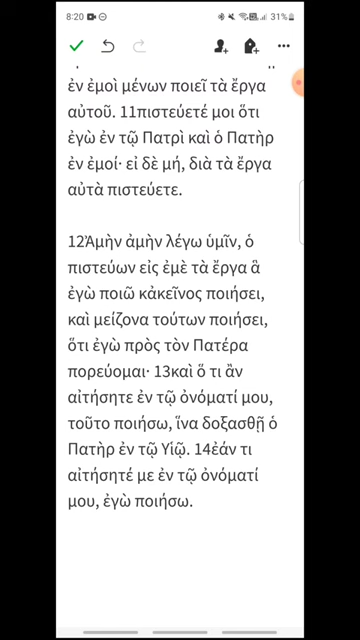 8:20
31%
ἐν ἐμοὶ μένων ποιεῖ τὰ ἔργα
αὐτοῦ. 11πιστεύετέ μοι ὅτι
ἐγὼ ἐν τῷ Πατρὶ καὶ ὁ Πατὴρ
ἐν ἐμοί· εἰ δὲ μή, διὰ τὰ ἔργα
αὐτὰ πιστεύετε.
12Ἀμὴν ἀμὴν λέγω ὑμῖν, ὁ
πιστεύων εἰς ἐμὲ τὰ ἔργα ἃ
ἐγὼ ποιῶ κἀκεῖνος ποιήσει,
καὶ μείζονα τούτων ποιήσει,
ὅτι ἐγὼ πρὸς τὸν Πατέρα
πορεύομαι· 13καὶ ὅ τι ἂν
αἰτήσητε ἐν τῷ ὀνόματί μου,
τοῦτο ποιήσω, ἵνα δοξασθῇ ὁ
Πατὴρ ἐν τῷ Υἱῷ. 14ἐάν τι
αἰτήσητέ με ἐν τῷ ὀνόματί
μου, ἐγὼ ποιήσω.